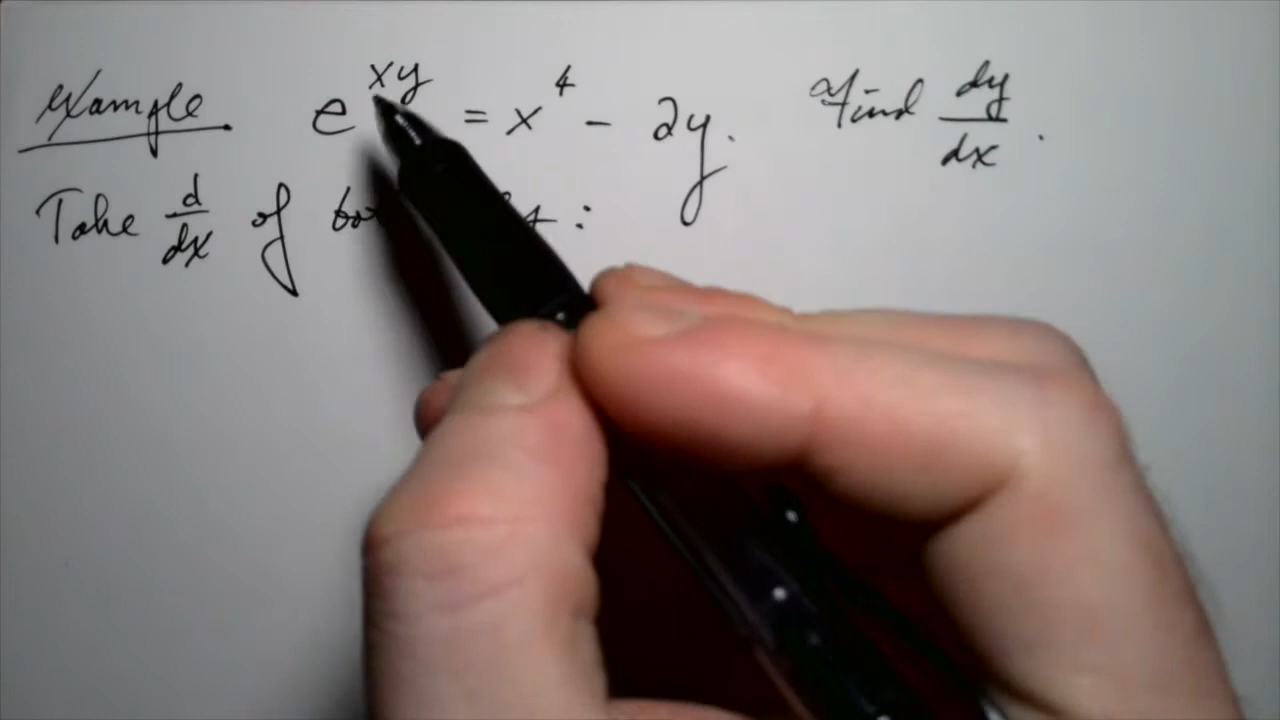 example e^{xy} = x^4 - 2y. Find dy/dx.
Take d/dx of :